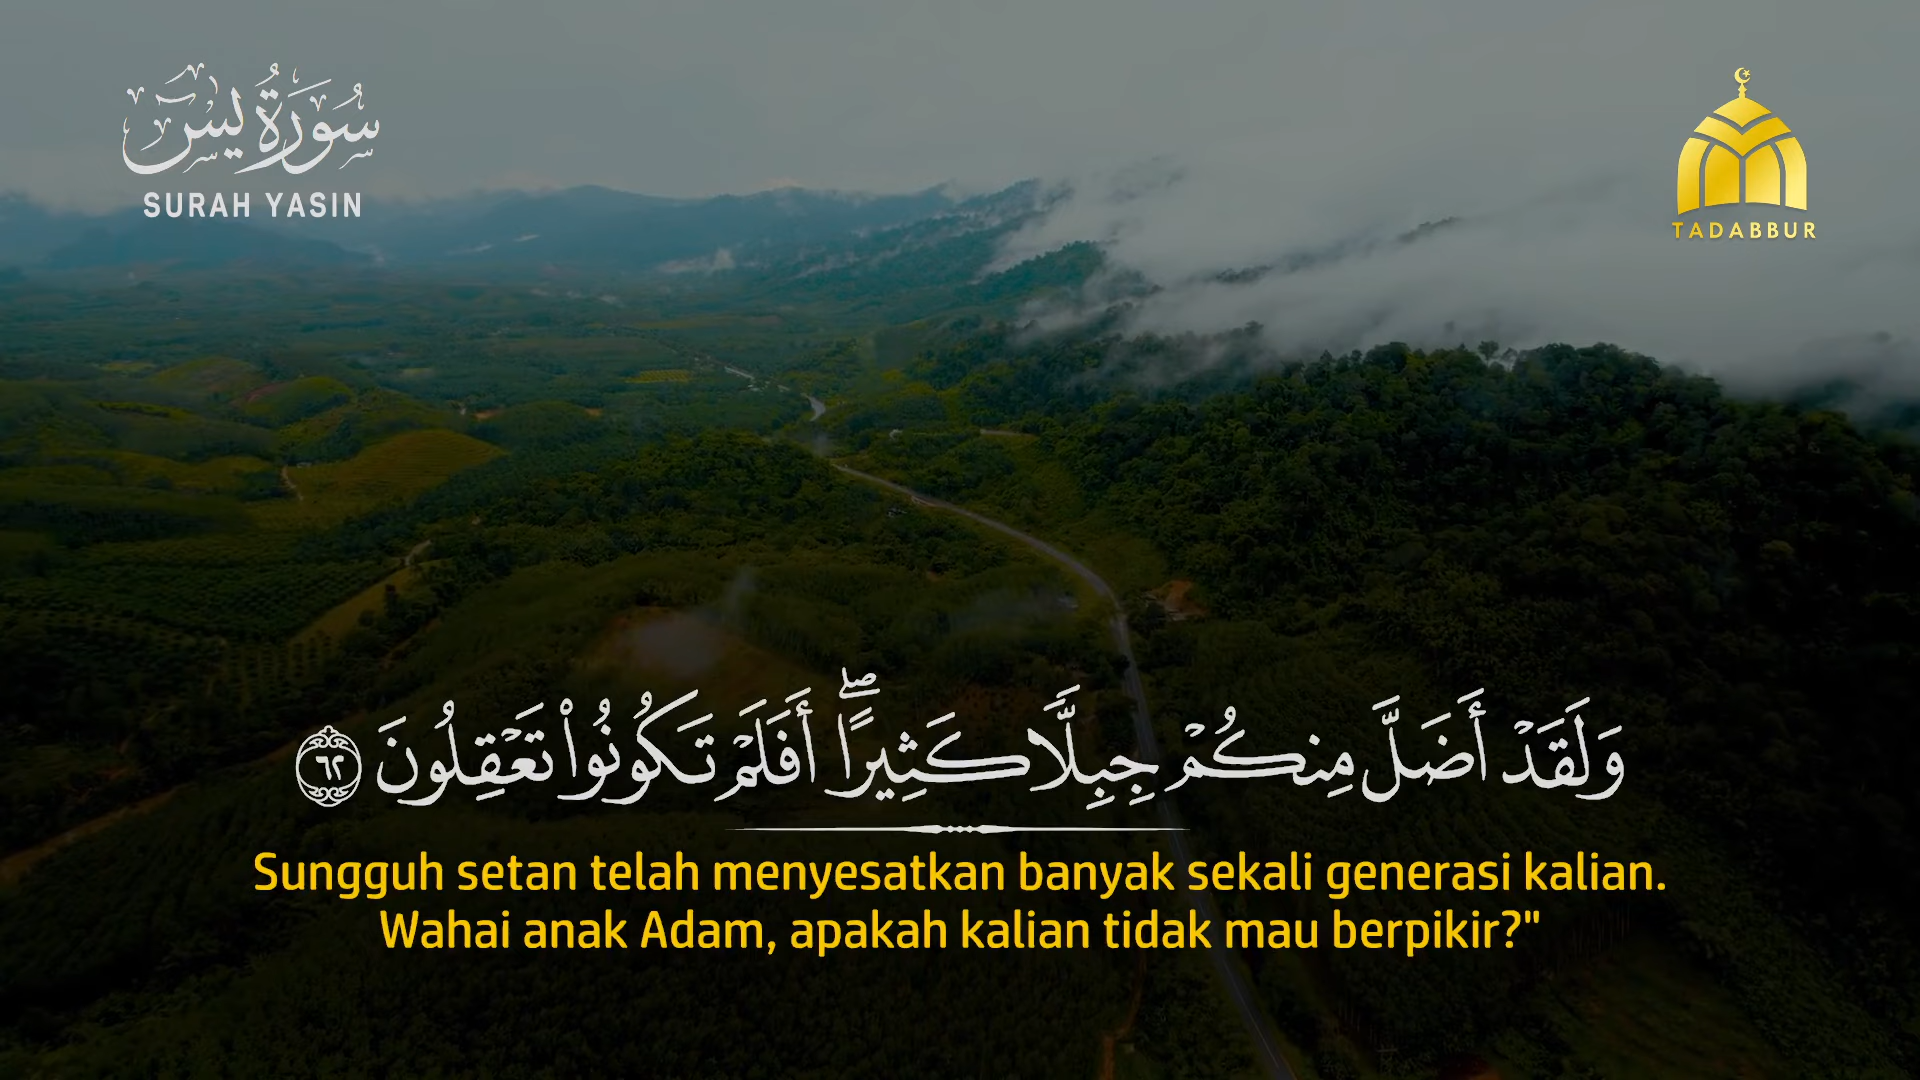 سُورَةُ يسٓ
SURAH YASIN
TADABBUR
وَلَقَدْ أَضَلَّ مِنكُمْ جِبِلًّا كَثِيرًا ۖ أَفَلَمْ تَكُونُوا۟ تَعْقِلُونَ ٦٢
Sungguh setan telah menyesatkan banyak sekali generasi kalian.
Wahai anak Adam, apakah kalian tidak mau berpikir?"